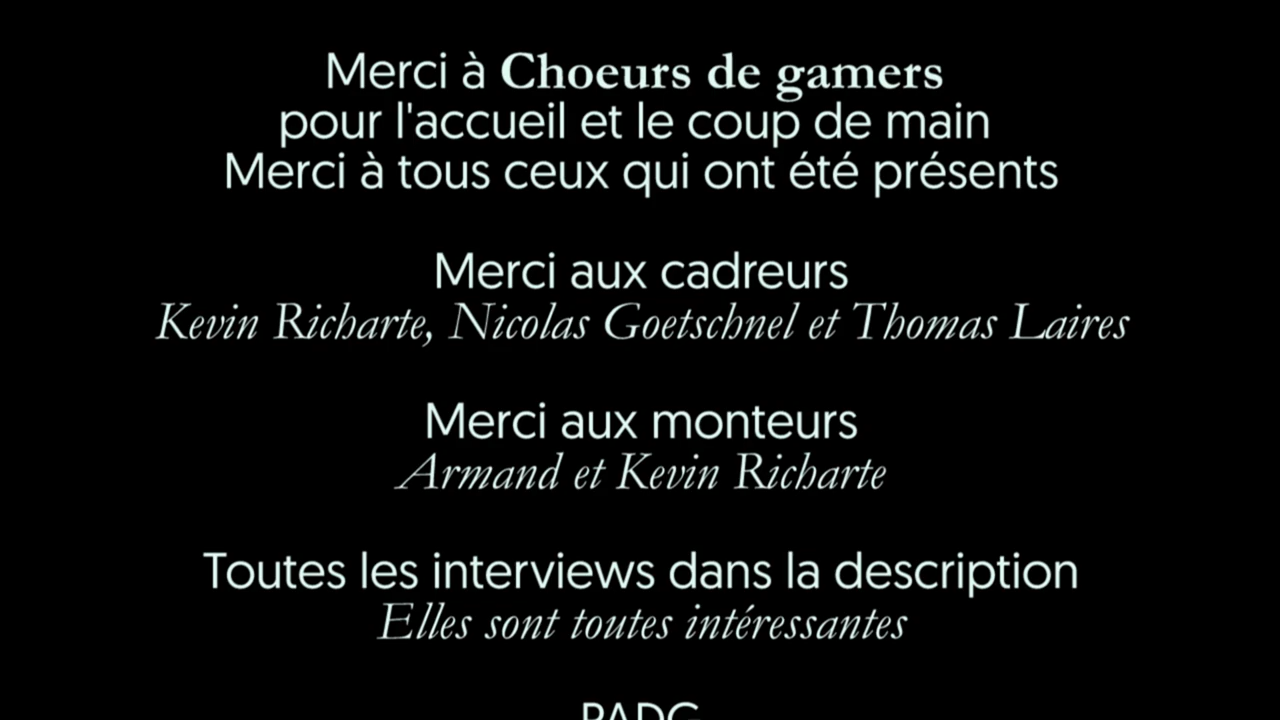 Merci à Choeurs de gamers
pour l'accueil et le coup de main
Merci à tous ceux qui ont été présents
Merci aux cadreurs
Kevin Richarte, Nicolas Goetschnel et Thomas Laires
Merci aux monteurs
Armand et Kevin Richarte
Toutes les interviews dans la description
Elles sont toutes intéressantes